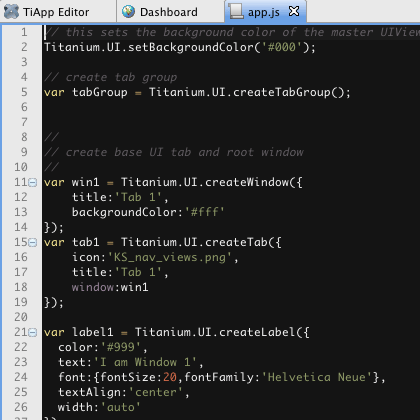 TiApp Editor Dashboard app.js
1 // this sets the background color of the master UIView
2 Titanium.UI.setBackgroundColor('#000');
3
4 // create tab group
5 var tabGroup = Titanium.UI.createTabGroup();
6
7
8 //
9 // create base UI tab and root window
10 //
11 var win1 = Titanium.UI.createWindow({
12 title:'Tab 1',
13 backgroundColor:'#fff'
14 });
15 var tab1 = Titanium.UI.createTab({
16 icon:'KS_nav_views.png',
17 title:'Tab 1',
18 window:win1
19 });
20
21 var label1 = Titanium.UI.createLabel({
22 color:'#999',
23 text:'I am Window 1',
24 font:{fontSize:20,fontFamily:'Helvetica Neue'},
25 textAlign:'center',
26 width:'auto'